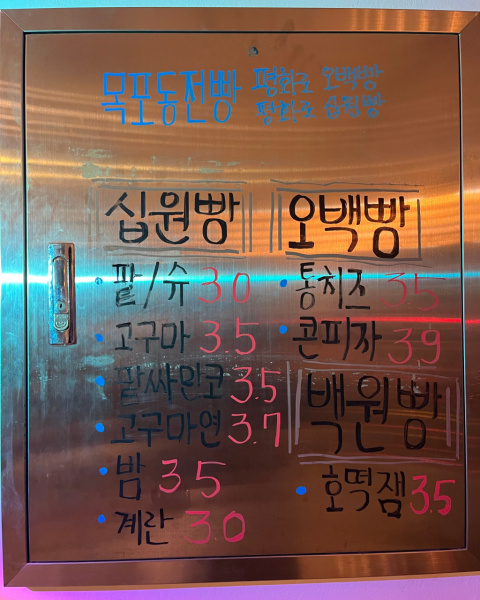 목포동전빵
평화로 오백빵
평화로 십원빵
십원빵
팥/슈 3.0
고구마 3.5
팥싸인코 3.5
고구마연 3.7
밤 3.5
계란 3.0
오백빵
통치즈 3.5
콘피자 3.9
백원빵
호떡잼 3.5